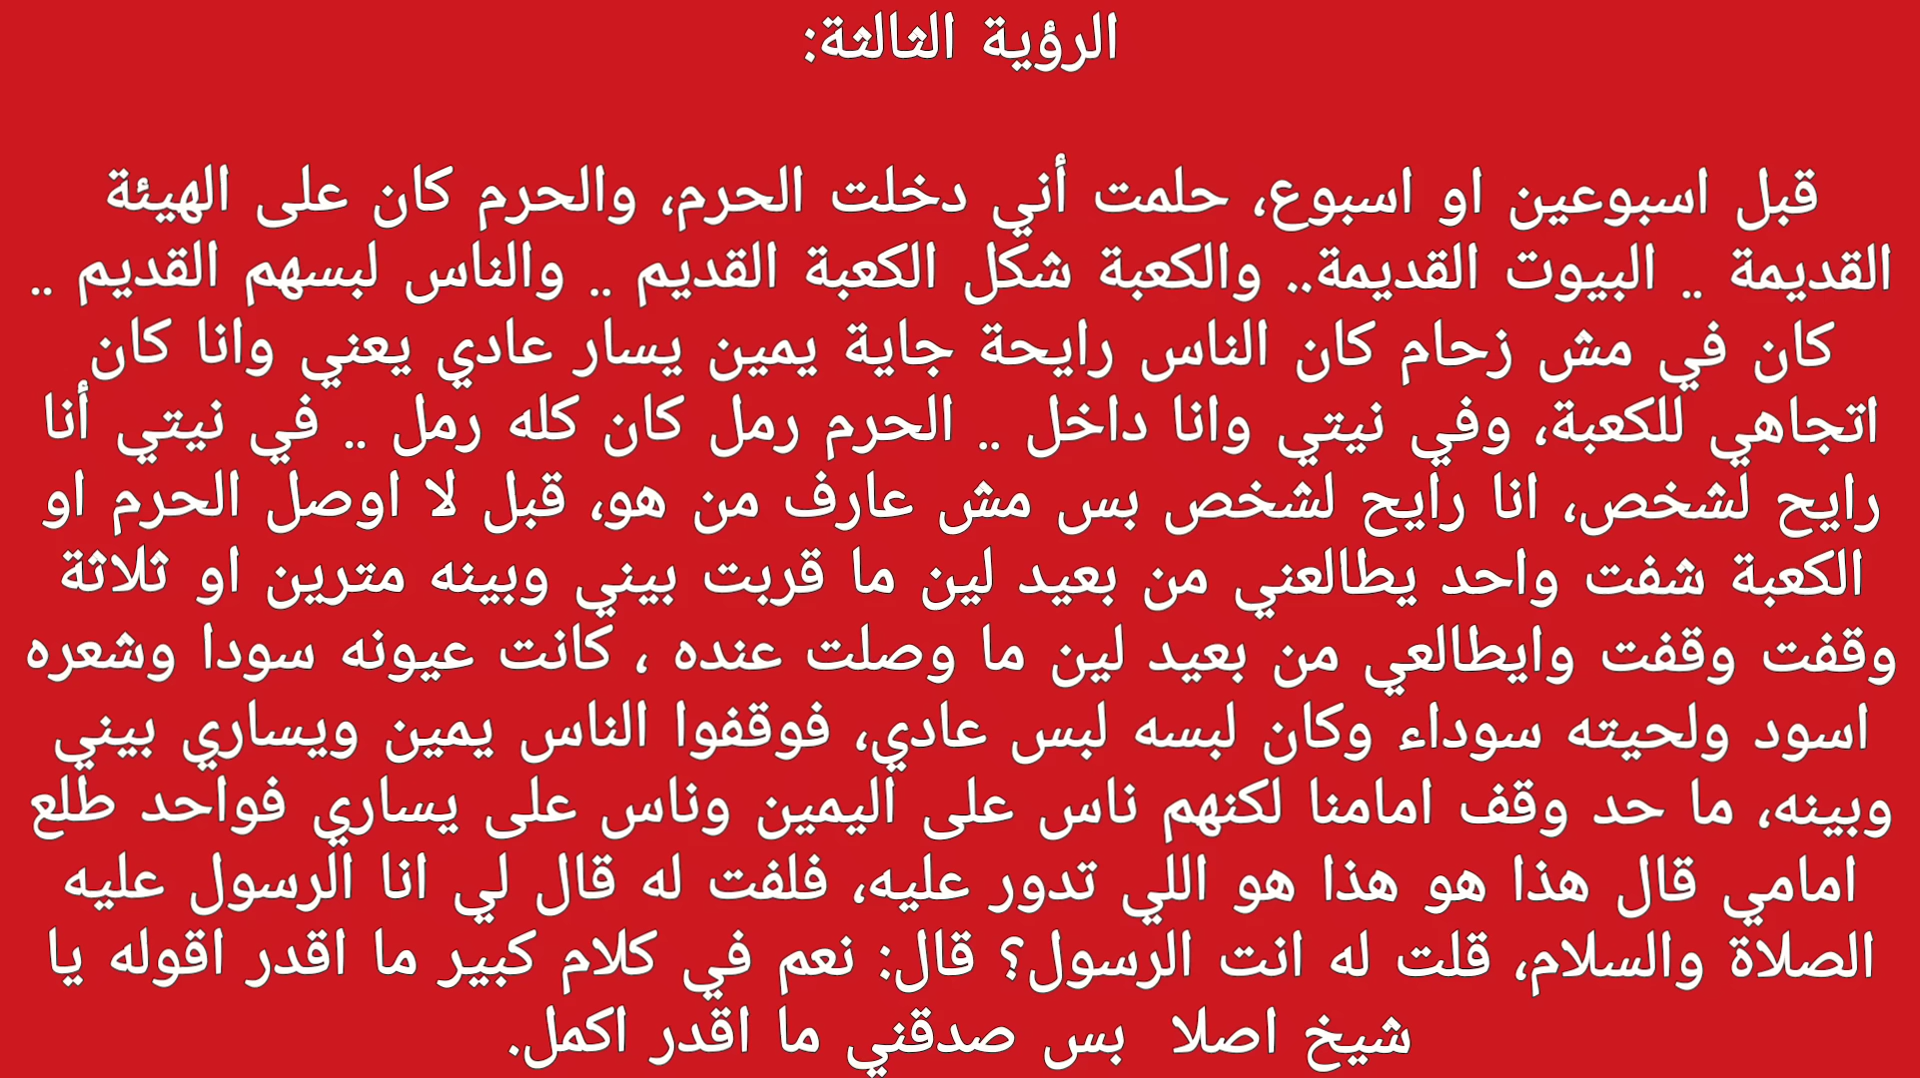 الرؤية الثالثة:
قبل اسبوعين او اسبوع، حلمت أني دخلت الحرم، والحرم كان على الهيئة
القديمة .. البيوت القديمة.. والكعبة شكل الكعبة القديم .. والناس لبسهم القديم ..
كان في مش زحام كان الناس رايحة جاية يمين يسار عادي يعني وانا كان
اتجاهي للكعبة، وفي نيتي وانا داخل .. الحرم رمل كان كله رمل .. في نيتي أنا
رايح لشخص، انا رايح لشخص بس مش عارف من هو، قبل لا اوصل الحرم او
الكعبة شفت واحد يطالعني من بعيد لين ما قربت بيني وبينه مترين او ثلاثة
وقفت وقفت وايطالعي من بعيد لين ما وصلت عنده ، كانت عيونه سودا وشعره
اسود ولحيته سوداء وكان لبسه لبس عادي، فوقفوا الناس يمين ويساري بيني
وبينه، ما حد وقف امامنا لكنهم ناس على اليمين وناس على يساري فواحد طلع
امامي قال هذا هو هذا هو اللي تدور عليه، فلفت له قال لي انا الرسول عليه
الصلاة والسلام، قلت له انت الرسول؟ قال: نعم في كلام كبير ما اقدر اقوله يا
شيخ اصلا  بس صدقني ما اقدر اكمل.